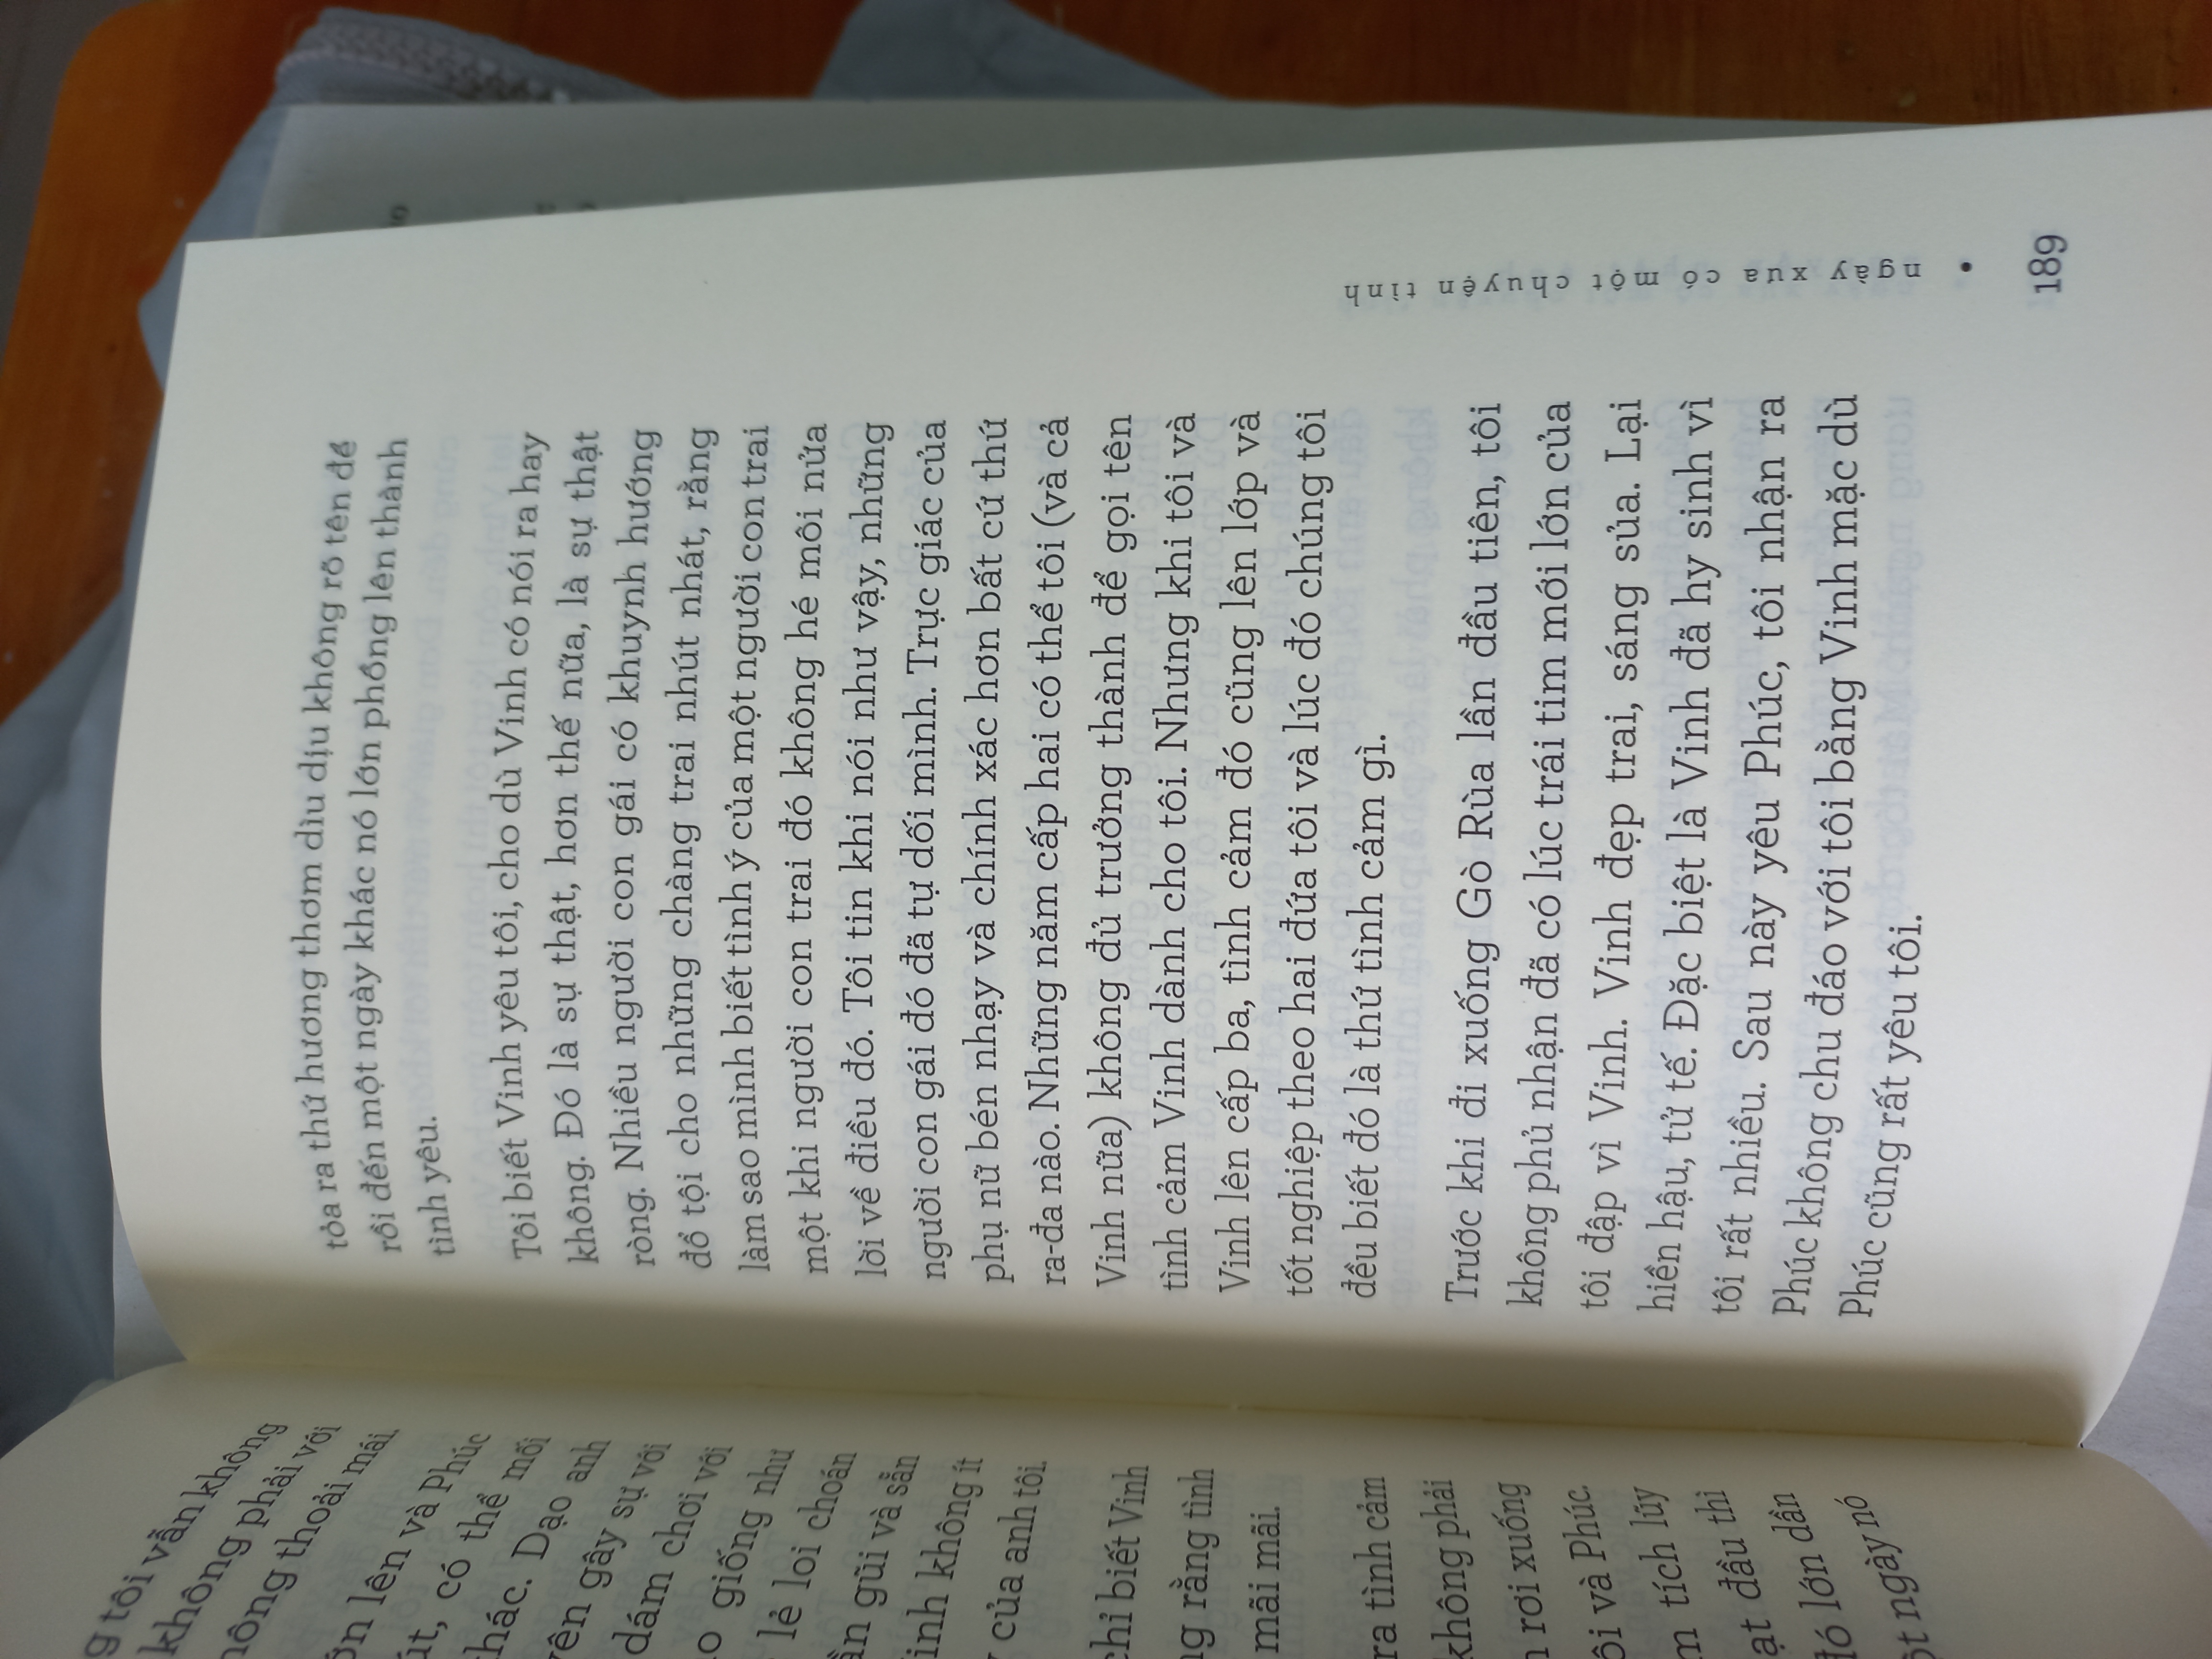 tôi vẫn không
không phải với
thoải mái.
lên và Phúc
có thể mối
Dạo anh
gây sự với
dám chơi với
giống như
lẻ loi choán
gũi và sẵn
không ít
của anh tôi.
biết Vinh
rằng tình
mãi mãi.
ra tình cảm
không phải
rơi xuống
và Phúc.
tích lũy
đầu thì
lớn dần
ngày nó
tỏa ra thứ hương thơm dìu dịu không rõ tên để
rồi đến một ngày khác nó lớn phồng lên thành
tình yêu.
Tôi biết Vinh yêu tôi, cho dù Vinh có nói ra hay
không. Đó là sự thật, hơn thế nữa, là sự thật
ròng. Nhiều người con gái có khuynh hướng
đổ tội cho những chàng trai nhút nhát, rằng
làm sao mình biết tình ý của một người con trai
một khi người con trai đó không hé môi nửa
lời về điều đó. Tôi tin khi nói như vậy, những
người con gái đó đã tự dối mình. Trực giác của
phụ nữ bén nhạy và chính xác hơn bất cứ thứ
ra-đa nào. Những năm cấp hai có thể tôi (và cả
Vinh nữa) không đủ trưởng thành để gọi tên
tình cảm Vinh dành cho tôi. Nhưng khi tôi và
Vinh lên cấp ba, tình cảm đó cũng lên lớp và
tốt nghiệp theo hai đứa tôi và lúc đó chúng tôi
đều biết đó là thứ tình cảm gì.
Trước khi đi xuống Gò Rùa lần đầu tiên, tôi
không phủ nhận đã có lúc trái tim mới lớn của
tôi đập vì Vinh. Vinh đẹp trai, sáng sủa. Lại
hiền hậu, tử tế. Đặc biệt là Vinh đã hy sinh vì
tôi rất nhiều. Sau này yêu Phúc, tôi nhận ra
Phúc không chu đáo với tôi bằng Vinh mặc dù
Phúc cũng rất yêu tôi.
• ngày xưa có một chuyện tình
189